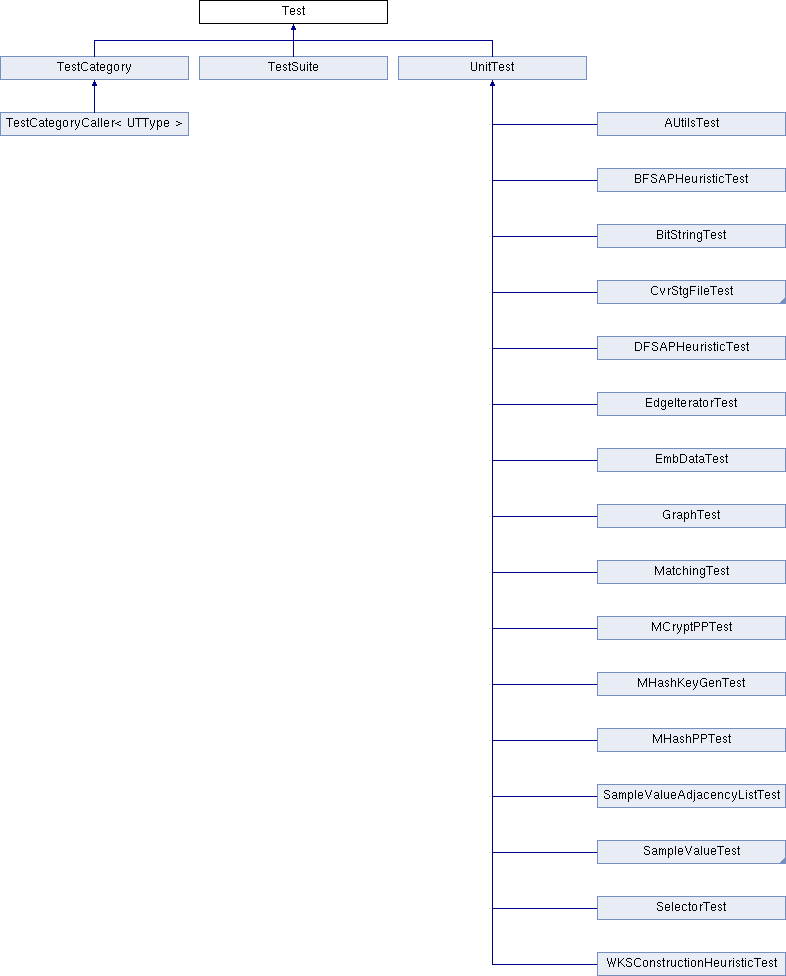 Test
TestCategory
TestSuite
UnitTest
TestCategoryCaller< UTType >
AUtilsTest
BFSAPHeuristicTest
BitStringTest
CvrStgFileTest
DFSAPHeuristicTest
EdgeIteratorTest
EmbDataTest
GraphTest
MatchingTest
MCryptPPTest
MHashKeyGenTest
MHashPPTest
SampleValueAdjacencyListTest
SampleValueTest
SelectorTest
WKSConstructionHeuristicTest